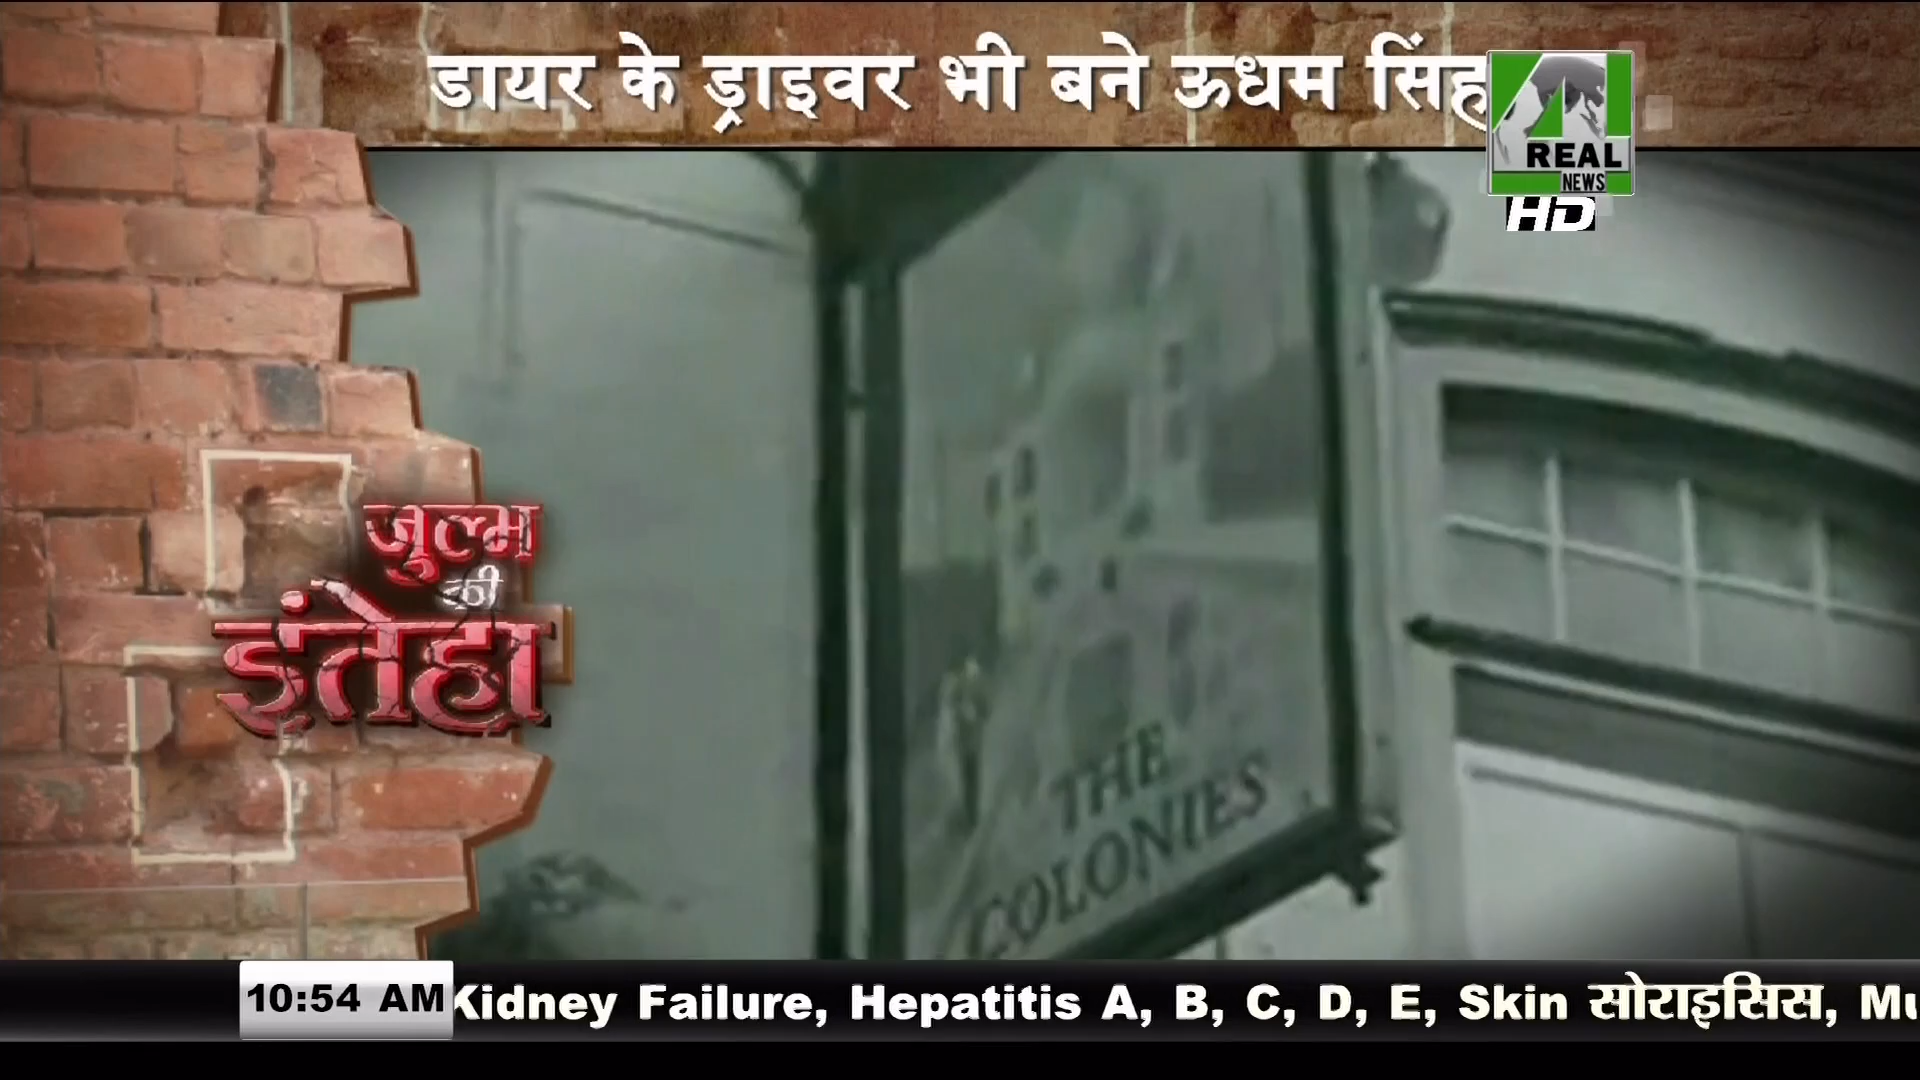 डायर के ड्राइवर भी बने ऊधम सिंह
REAL
NEWS
HD
जुल्म
की
इंतेहा
THE
COLONIES
10:54 AM
Kidney Failure, Hepatitis A, B, C, D, E, Skin सोराइसिस,